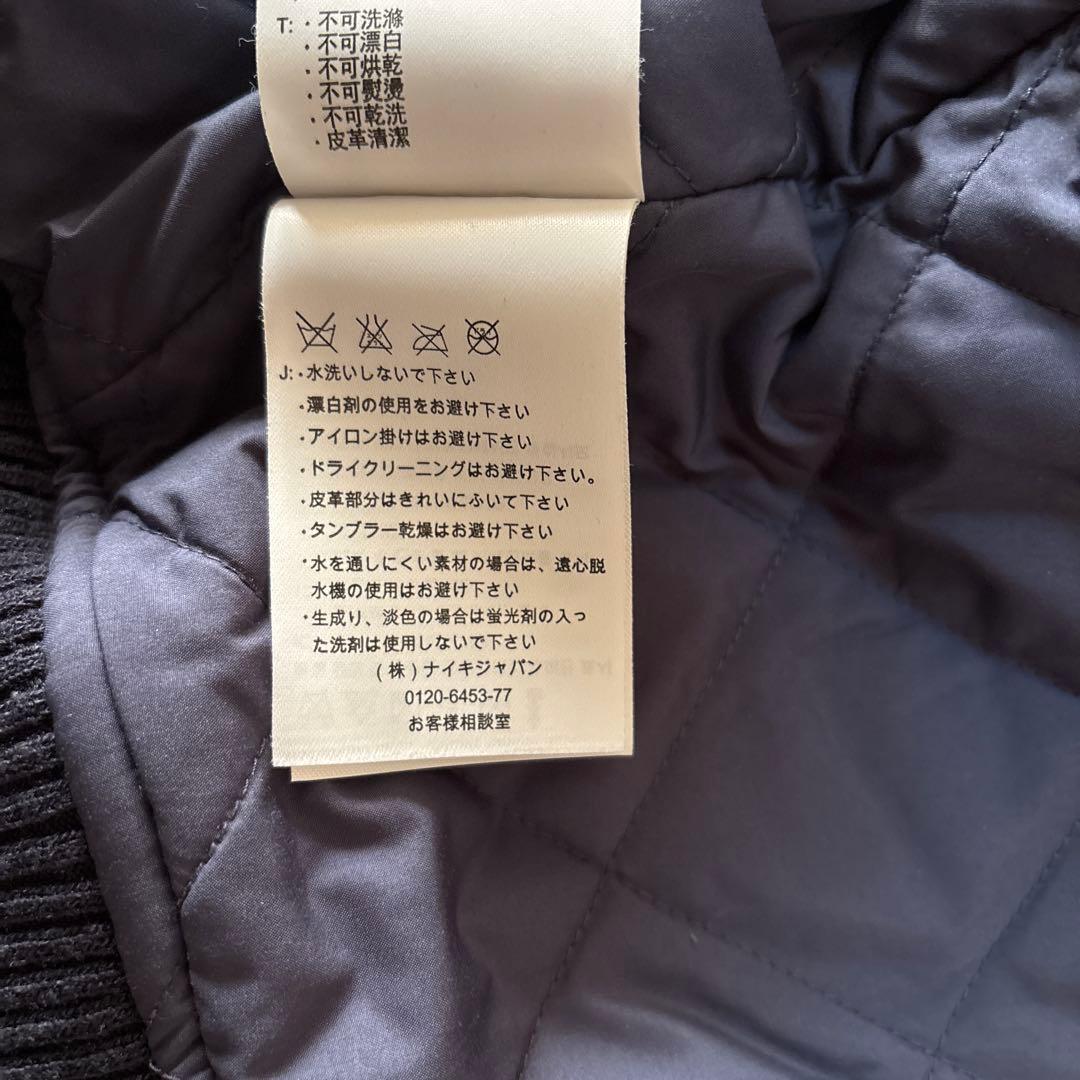 T: ・不可洗滌
・不可漂白
・不可烘乾
・不可熨燙
・不可乾洗
・皮革清潔
J: ・水洗いしないで下さい
・漂白剤の使用をお避け下さい
・アイロン掛けはお避け下さい
・ドライクリーニングはお避け下さい。
・皮革部分はきれいにふいて下さい
・タンブラー乾燥はお避け下さい
・水を通しにくい素材の場合は、遠心脱
水機の使用はお避け下さい
・生成り、淡色の場合は蛍光剤の入っ
た洗剤は使用しないで下さい
(株)ナイキジャパン
0120-6453-77
お客様相談室